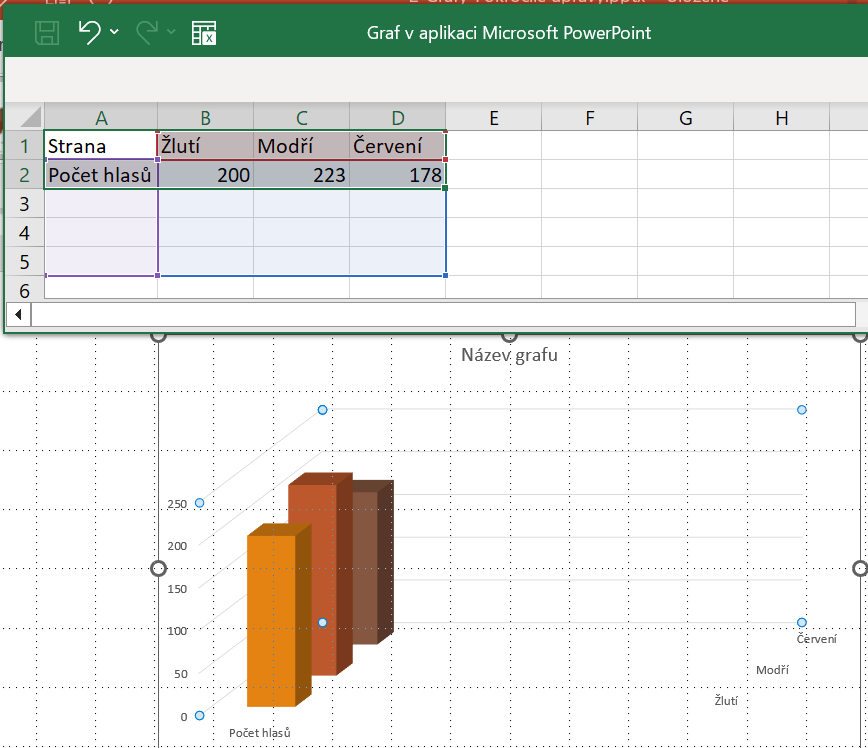 Graf v aplikaci Microsoft PowerPoint
A B C D E F G H
1 Strana Žlutí Modří Červení
2 Počet hlasů 200 223 178
3
4
5
6
Název grafu
250
200
150
100
50
0
Červení
Modří
Žlutí
Počet hlasů